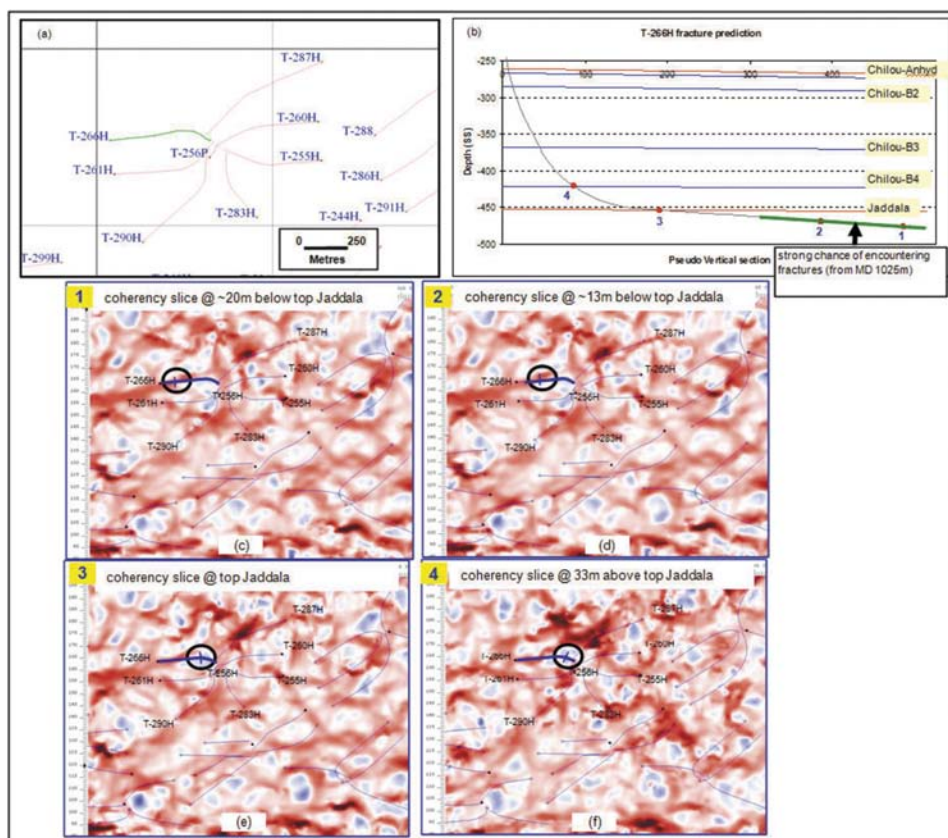 (a)
T-287H
T-266H
T-260H
T-256P
T-288
T-261H
T-255H
T-286H
T-283H
T-291H
T-244H
T-290H
T-299H
0 250
Metres
(b)
T-266H fracture prediction
-250
-300
-350
-400
-450
-500
Depth (SS)
100 200 300 400
Chilou-Anhyd
Chilou-B2
Chilou-B3
Chilou-B4
Jaddala
4
3
2
1
Pseudo Vertical section
strong chance of encountering
fractures (from MD 1025m)
1
coherency slice @ ~20m below top Jaddala
T-287H
T-266H
T-260H
T-261H
T-256H
T-255H
T-283H
T-290H
(c)
2
coherency slice @ ~13m below top Jaddala
T-287H
T-266H
T-260H
T-261H
T-256H
T-255H
T-283H
T-290H
(d)
3
coherency slice @ top Jaddala
T-287H
T-266H
T-260H
T-261H
T-256H
T-255H
T-283H
T-290H
(e)
4
coherency slice @ 33m above top Jaddala
T-287H
T-266H
T-260H
T-261H
256H
T-255H
T-290H
(f)